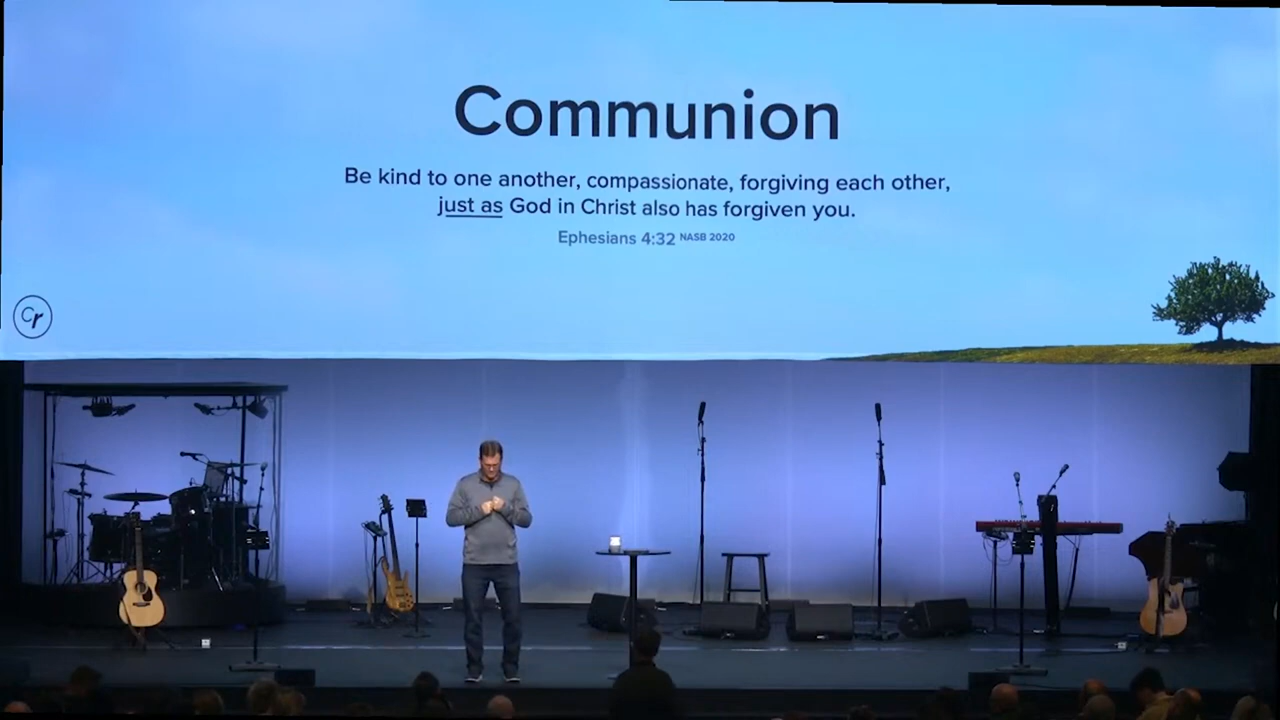 Communion
Be kind to one another, compassionate, forgiving each other,
just as God in Christ also has forgiven you.
Ephesians 4:32 NASB 2020
cr